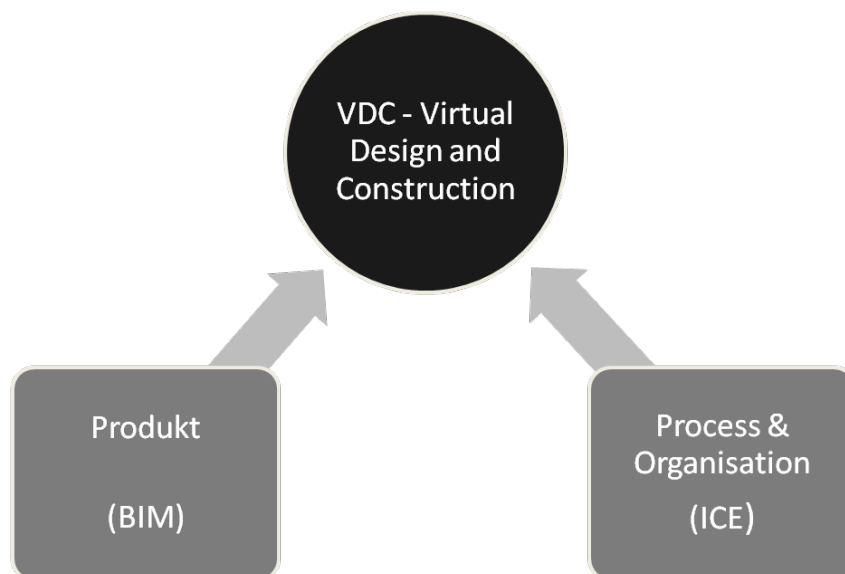 VDC - Virtual
Design and
Construction
Produkt
(BIM)
Process &
Organisation
(ICE)